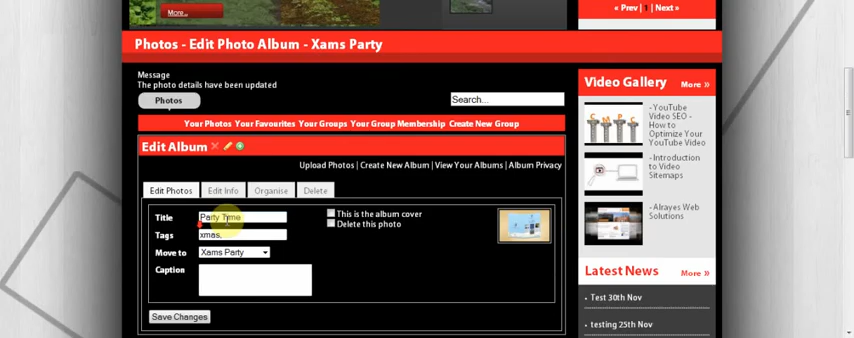 More...
« Prev | 1 | Next »
Photos - Edit Photo Album - Xams Party
Message
The photo details have been updated
Photos
Search...
Your Photos Your Favourites Your Groups Your Group Membership Create New Group
Edit Album
Upload Photos | Create New Album | View Your Albums | Album Privacy
Edit Photos
Edit Info
Organise
Delete
Title
Party Time
This is the album cover
Delete this photo
Tags
xmas,
Move to
Xams Party
Caption
Save Changes
Video Gallery
More »
- YouTube
Video SEO -
How to
Optimize Your
YouTube Video
- Introduction
to Video
Sitemaps
- Alrayes Web
Solutions
Latest News
More »
• Test 30th Nov
• testing 25th Nov